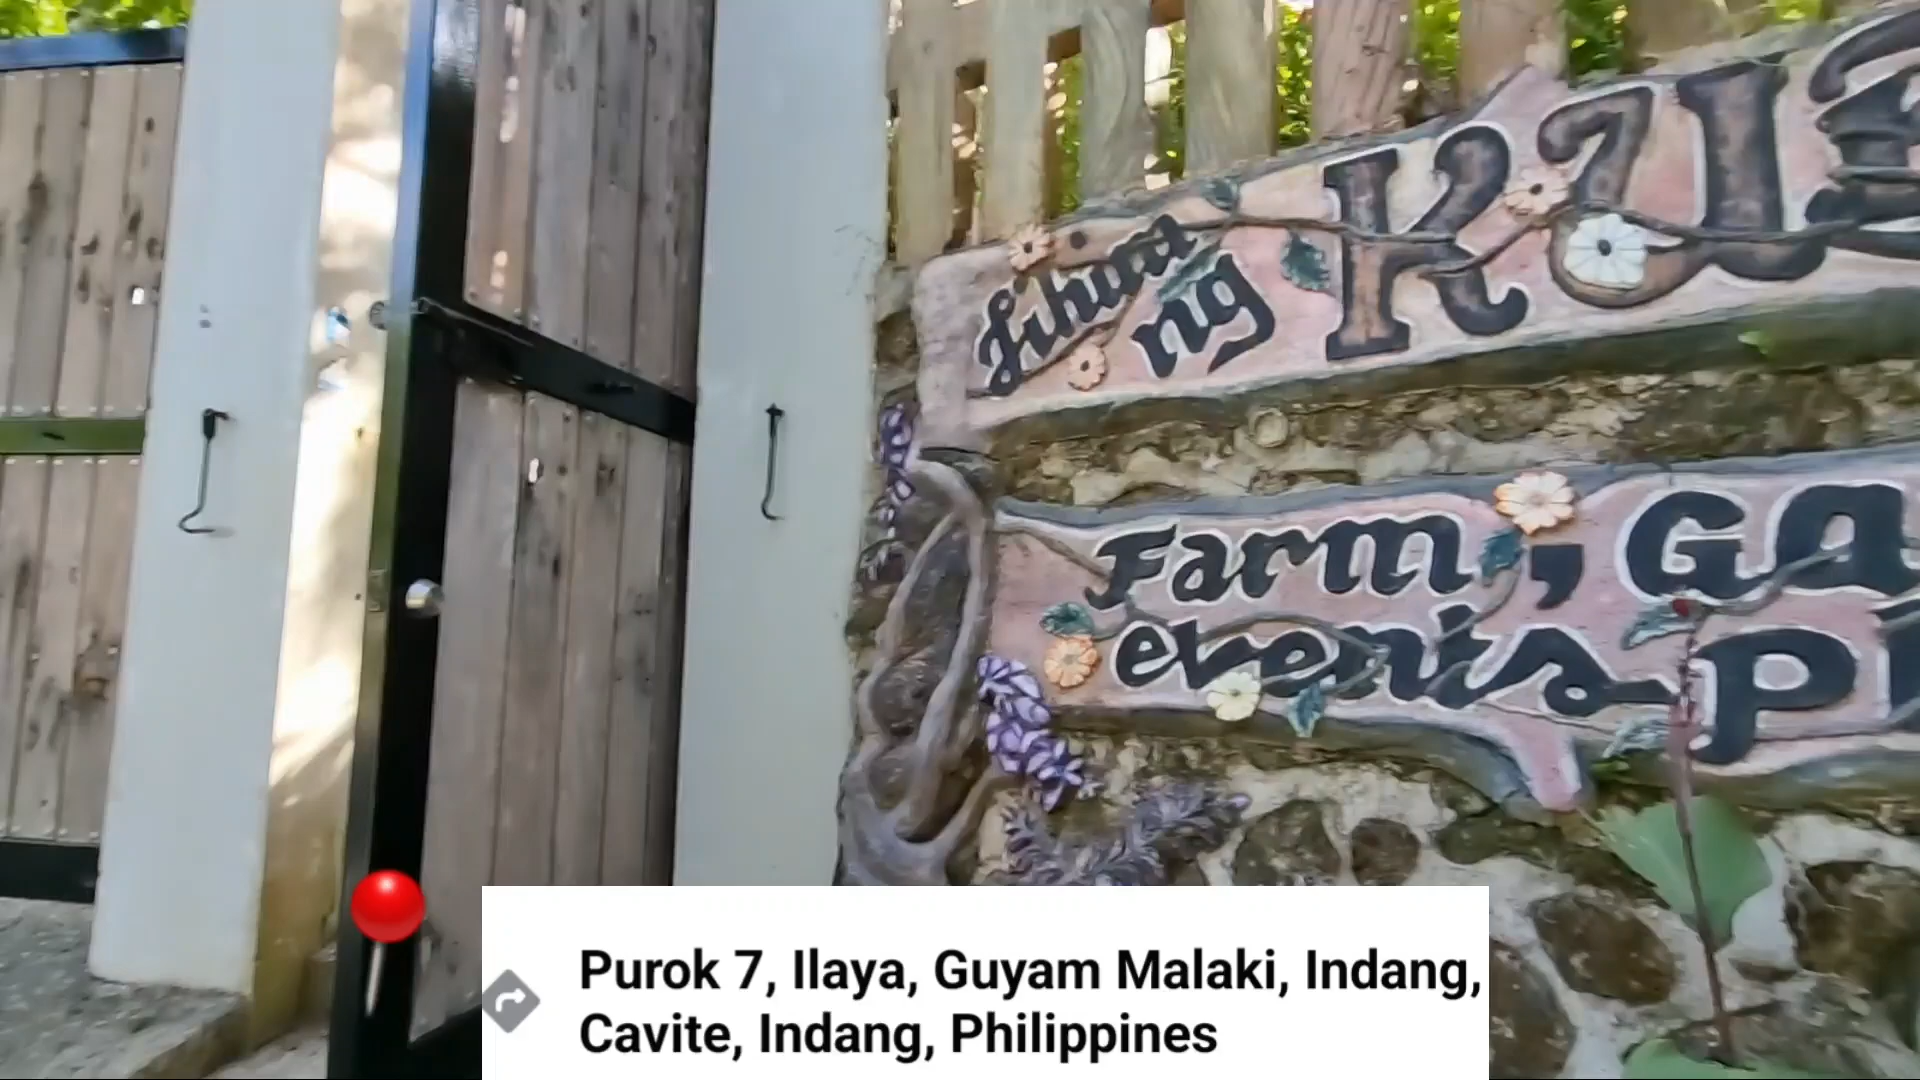 Lihim
ng
Farm,
events
Purok 7, Ilaya, Guyam Malaki, Indang,
Cavite, Indang, Philippines